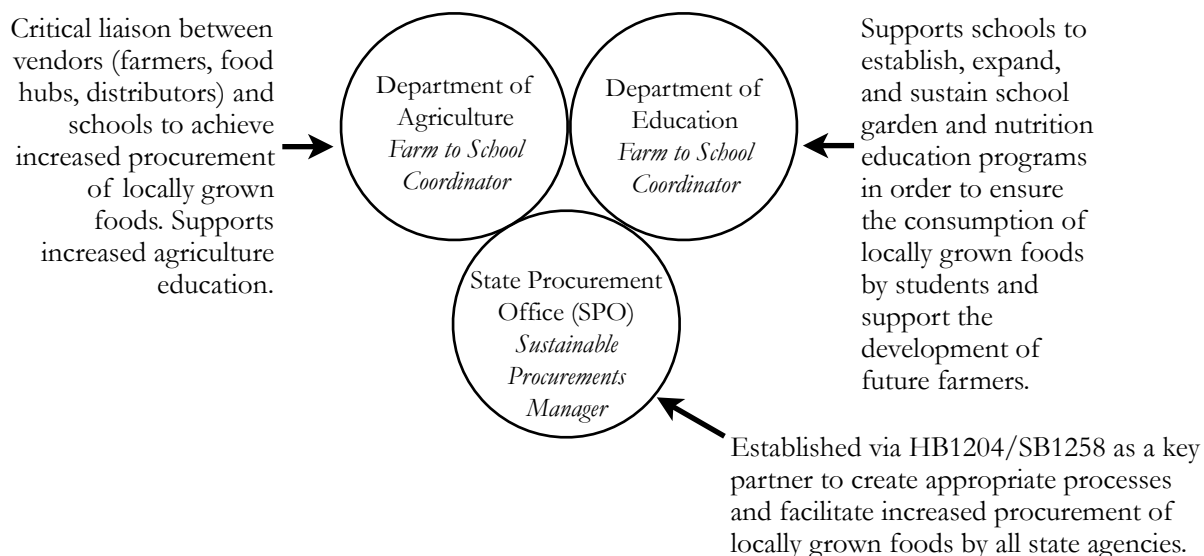 Critical liaison between
vendors (farmers, food
hubs, distributors) and
schools to achieve
increased procurement
of locally grown
foods. Supports
increased agriculture
education.
Department of
Agriculture
Farm to School
Coordinator
Department of
Education
Farm to School
Coordinator
Supports schools to
establish, expand,
and sustain school
garden and nutrition
education programs
in order to ensure
the consumption of
locally grown foods
by students and
support the
development of
future farmers.
State Procurement
Office (SPO)
Sustainable
Procurements
Manager
Established via HB1204/SB1258 as a key
partner to create appropriate processes
and facilitate increased procurement of
locally grown foods by all state agencies.